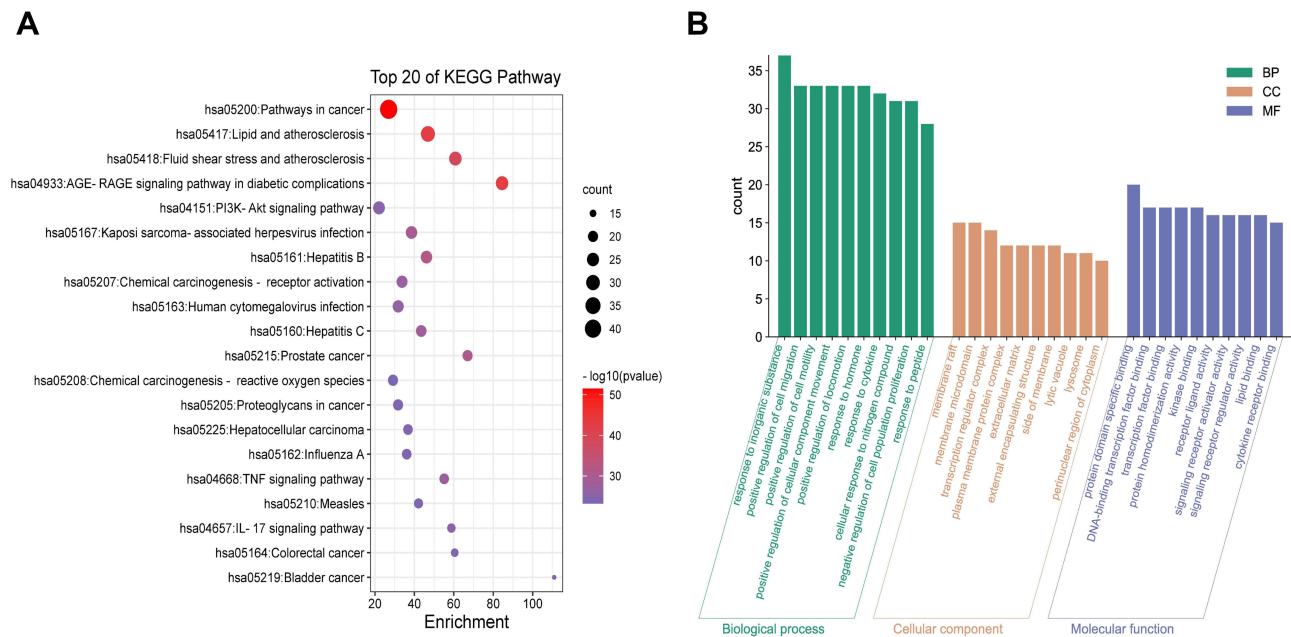 A
Top 20 of KEGG Pathway
hsa05200:Pathways in cancer
hsa05417:Lipid and atherosclerosis
hsa05418:Fluid shear stress and atherosclerosis
hsa04933:AGE- RAGE signaling pathway in diabetic complications
hsa04151:PI3K- Akt signaling pathway
hsa05167:Kaposi sarcoma- associated herpesvirus infection
hsa05161:Hepatitis B
hsa05207:Chemical carcinogenesis - receptor activation
hsa05163:Human cytomegalovirus infection
hsa05160:Hepatitis C
hsa05215:Prostate cancer
hsa05208:Chemical carcinogenesis - reactive oxygen species
hsa05205:Proteoglycans in cancer
hsa05225:Hepatocellular carcinoma
hsa05162:Influenza A
hsa04668:TNF signaling pathway
hsa05210:Measles
hsa04657:IL- 17 signaling pathway
hsa05164:Colorectal cancer
hsa05219:Bladder cancer
20 40 60 80 100
Enrichment
count
15
20
25
30
35
40
- log10(pvalue)
50
40
30
B
count
35
30
25
20
15
10
5
0
BP
CC
MF
response to inorganic substance
positive regulation of cell migration
positive regulation of cell motility
positive regulation of cellular component movement
positive regulation of locomotion
response to hormone
response to cytokine
cellular response to nitrogen compound
negative regulation of cell population proliferation
response to peptide
membrane raft
membrane microdomain
transcription regulator complex
plasma membrane protein complex
extracellular matrix
external encapsulating structure
side of membrane
lytic vacuole
lysosome
perinuclear region of cytoplasm
protein domain specific binding
DNA-binding transcription factor binding
transcription factor binding
protein homodimerization activity
kinase binding
receptor ligand activity
signaling receptor activator activity
signaling receptor regulator activity
lipid binding
cytokine receptor binding
Biological process
Cellular component
Molecular function